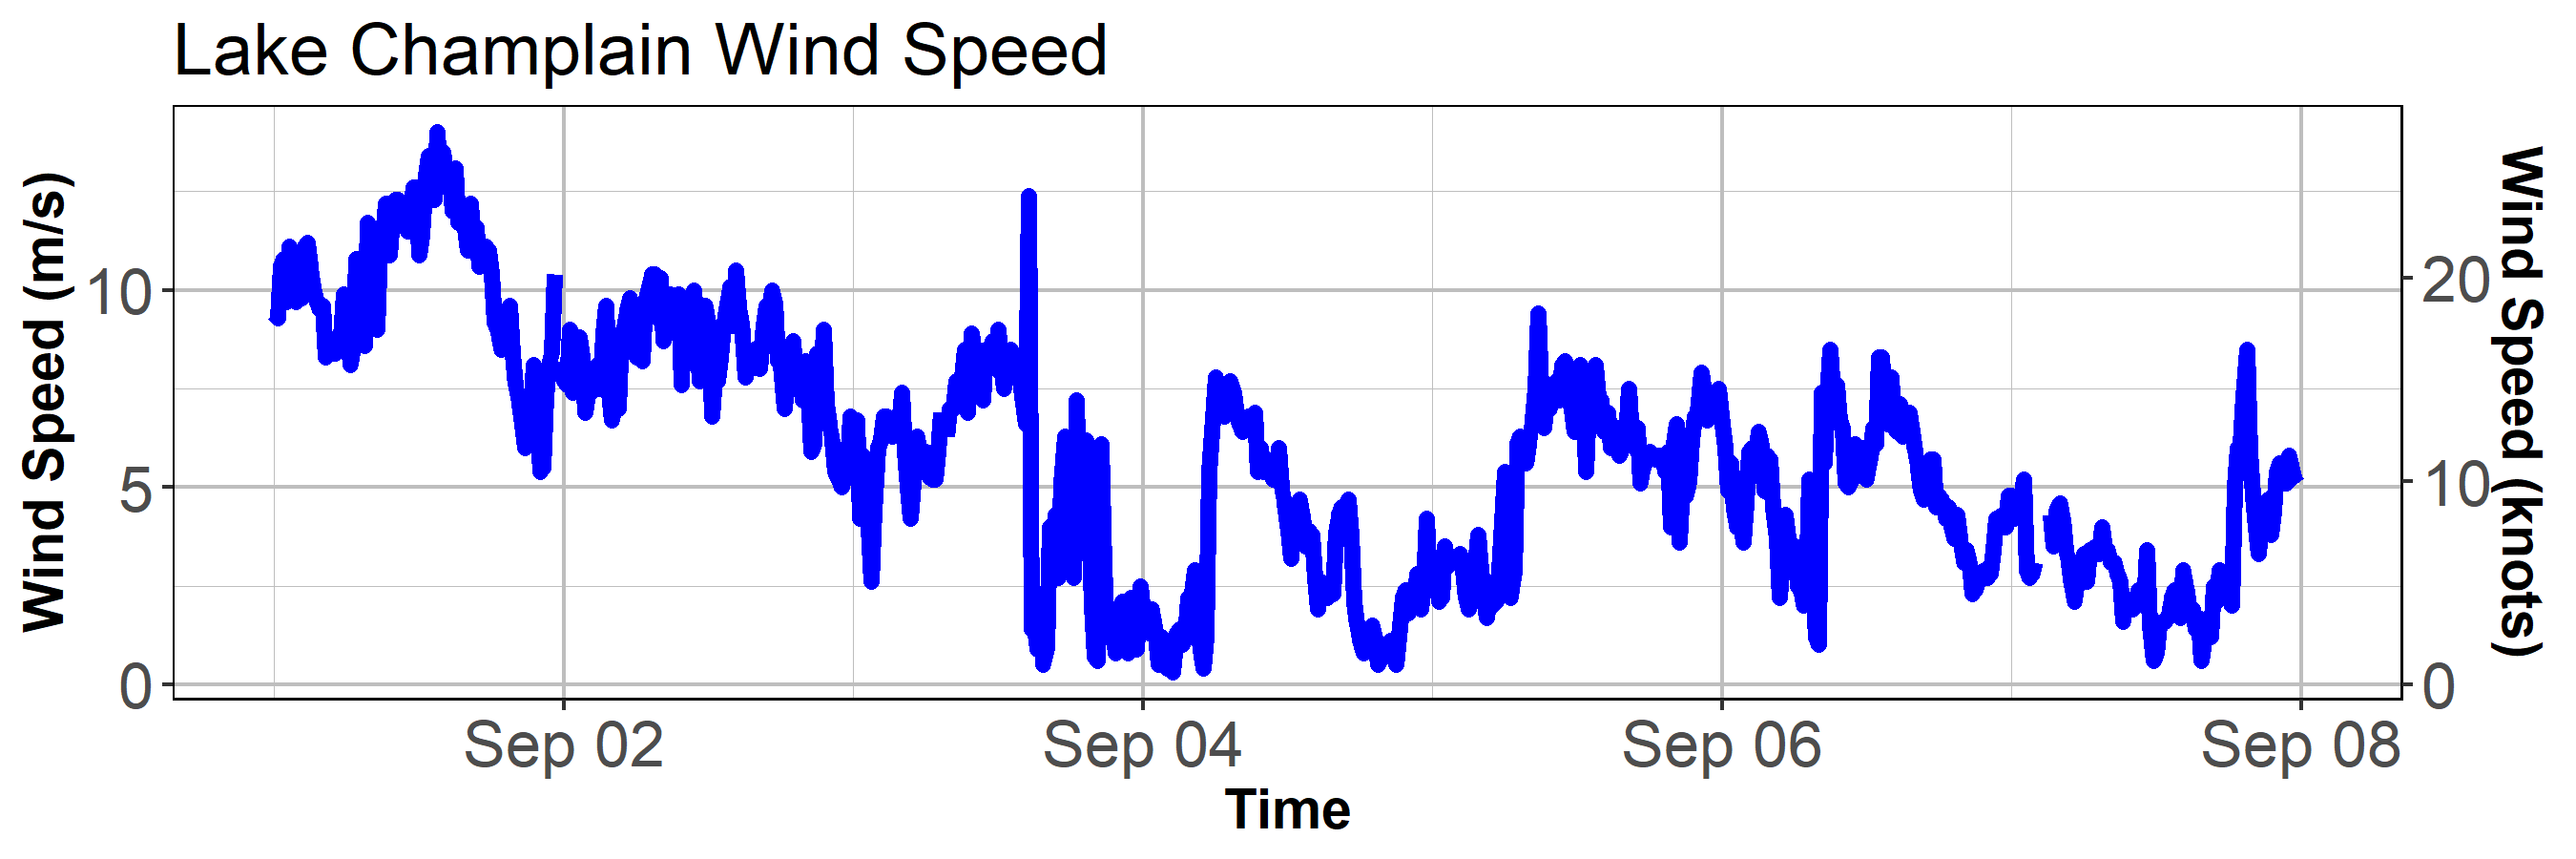 Lake Champlain Wind Speed
Wind Speed (m/s)
10
5
0
20
10
0
Wind Speed (knots)
Sep 02 Sep 04 Sep 06 Sep 08
Time